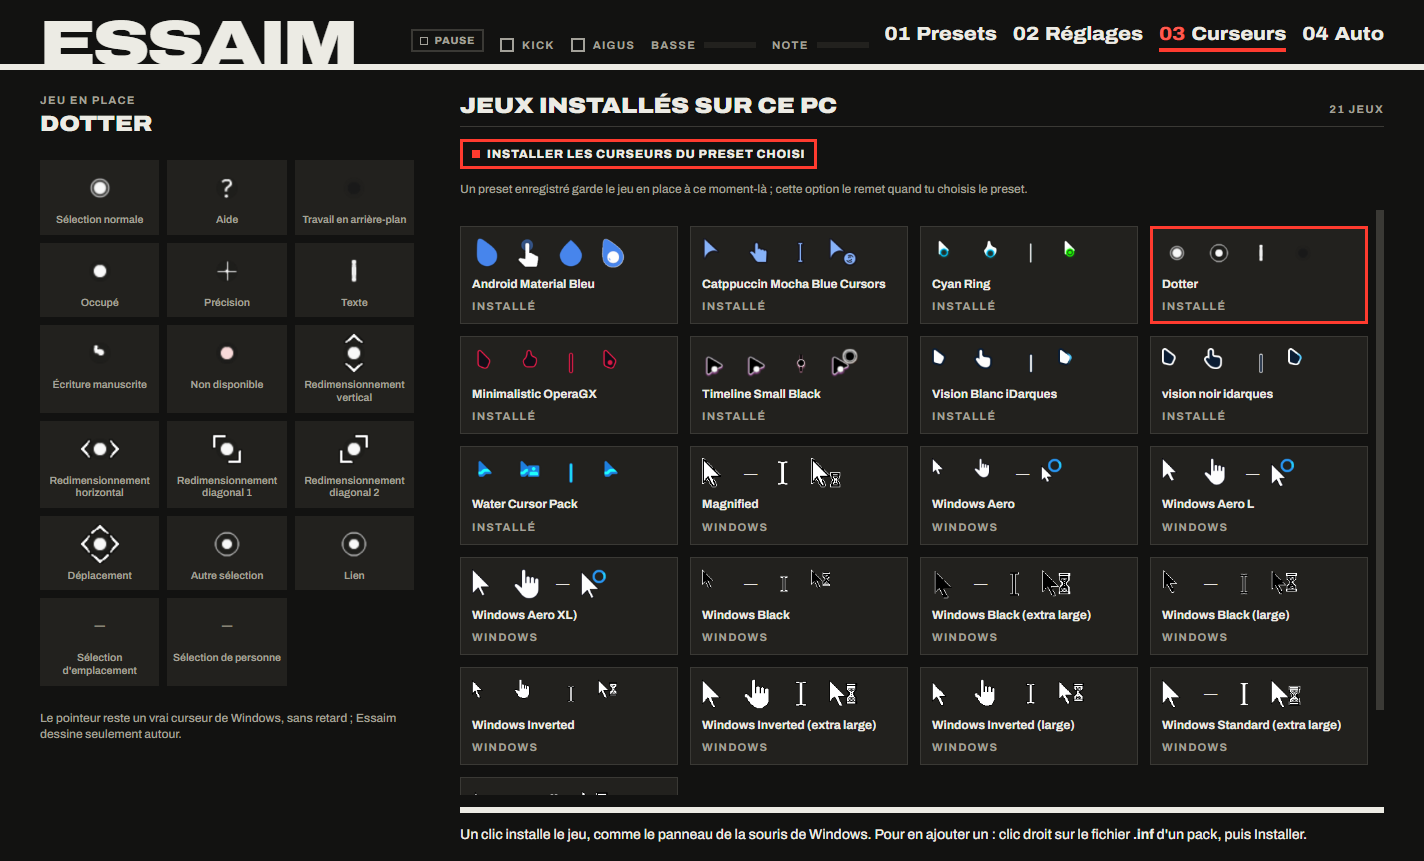 ESSAIM
PAUSE
KICK
AIGUS
BASSE
NOTE
01 Presets
02 Réglages
03 Curseurs
04 Auto
JEU EN PLACE
DOTTER
Sélection normale
Aide
Travail en arrière-plan
Occupé
Précision
Texte
Écriture manuscrite
Non disponible
Redimensionnement
vertical
Redimensionnement
horizontal
Redimensionnement
diagonal 1
Redimensionnement
diagonal 2
Déplacement
Autre sélection
Lien
Sélection
d'emplacement
Sélection de personne
Le pointeur reste un vrai curseur de Windows, sans retard ; Essaim
dessine seulement autour.
JEUX INSTALLÉS SUR CE PC
21 JEUX
INSTALLER LES CURSEURS DU PRESET CHOISI
Un preset enregistré garde le jeu en place à ce moment-là ; cette option le remet quand tu choisis le preset.
Android Material Bleu
INSTALLÉ
Catppuccin Mocha Blue Cursors
INSTALLÉ
Cyan Ring
INSTALLÉ
Dotter
INSTALLÉ
Minimalistic OperaGX
INSTALLÉ
Timeline Small Black
INSTALLÉ
Vision Blanc iDarques
INSTALLÉ
vision noir idarques
INSTALLÉ
Water Cursor Pack
INSTALLÉ
Magnified
WINDOWS
Windows Aero
WINDOWS
Windows Aero L
WINDOWS
Windows Aero XL)
WINDOWS
Windows Black
WINDOWS
Windows Black (extra large)
WINDOWS
Windows Black (large)
WINDOWS
Windows Inverted
WINDOWS
Windows Inverted (extra large)
WINDOWS
Windows Inverted (large)
WINDOWS
Windows Standard (extra large)
WINDOWS
Un clic installe le jeu, comme le panneau de la souris de Windows. Pour en ajouter un : clic droit sur le fichier .inf d'un pack, puis Installer.